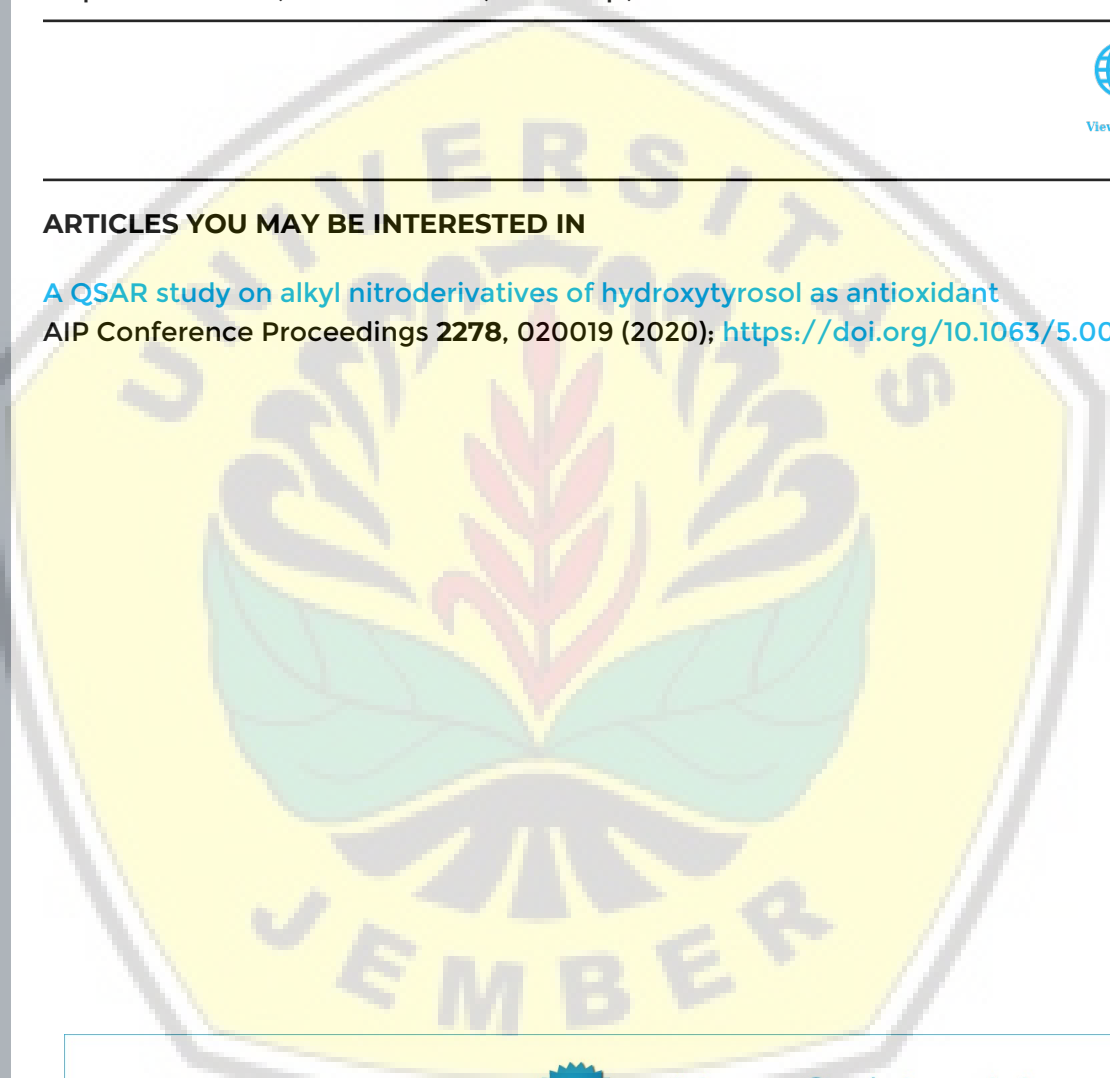 View
UNIVERSITAS
ARTICLES YOU MAY BE INTERESTED IN
A QSAR study on alkyl nitroderivatives of hydroxytyrosol as antioxidant
AIP Conference Proceedings 2278, 020019 (2020); https://doi.org/10.1063/5.00
JEMBER